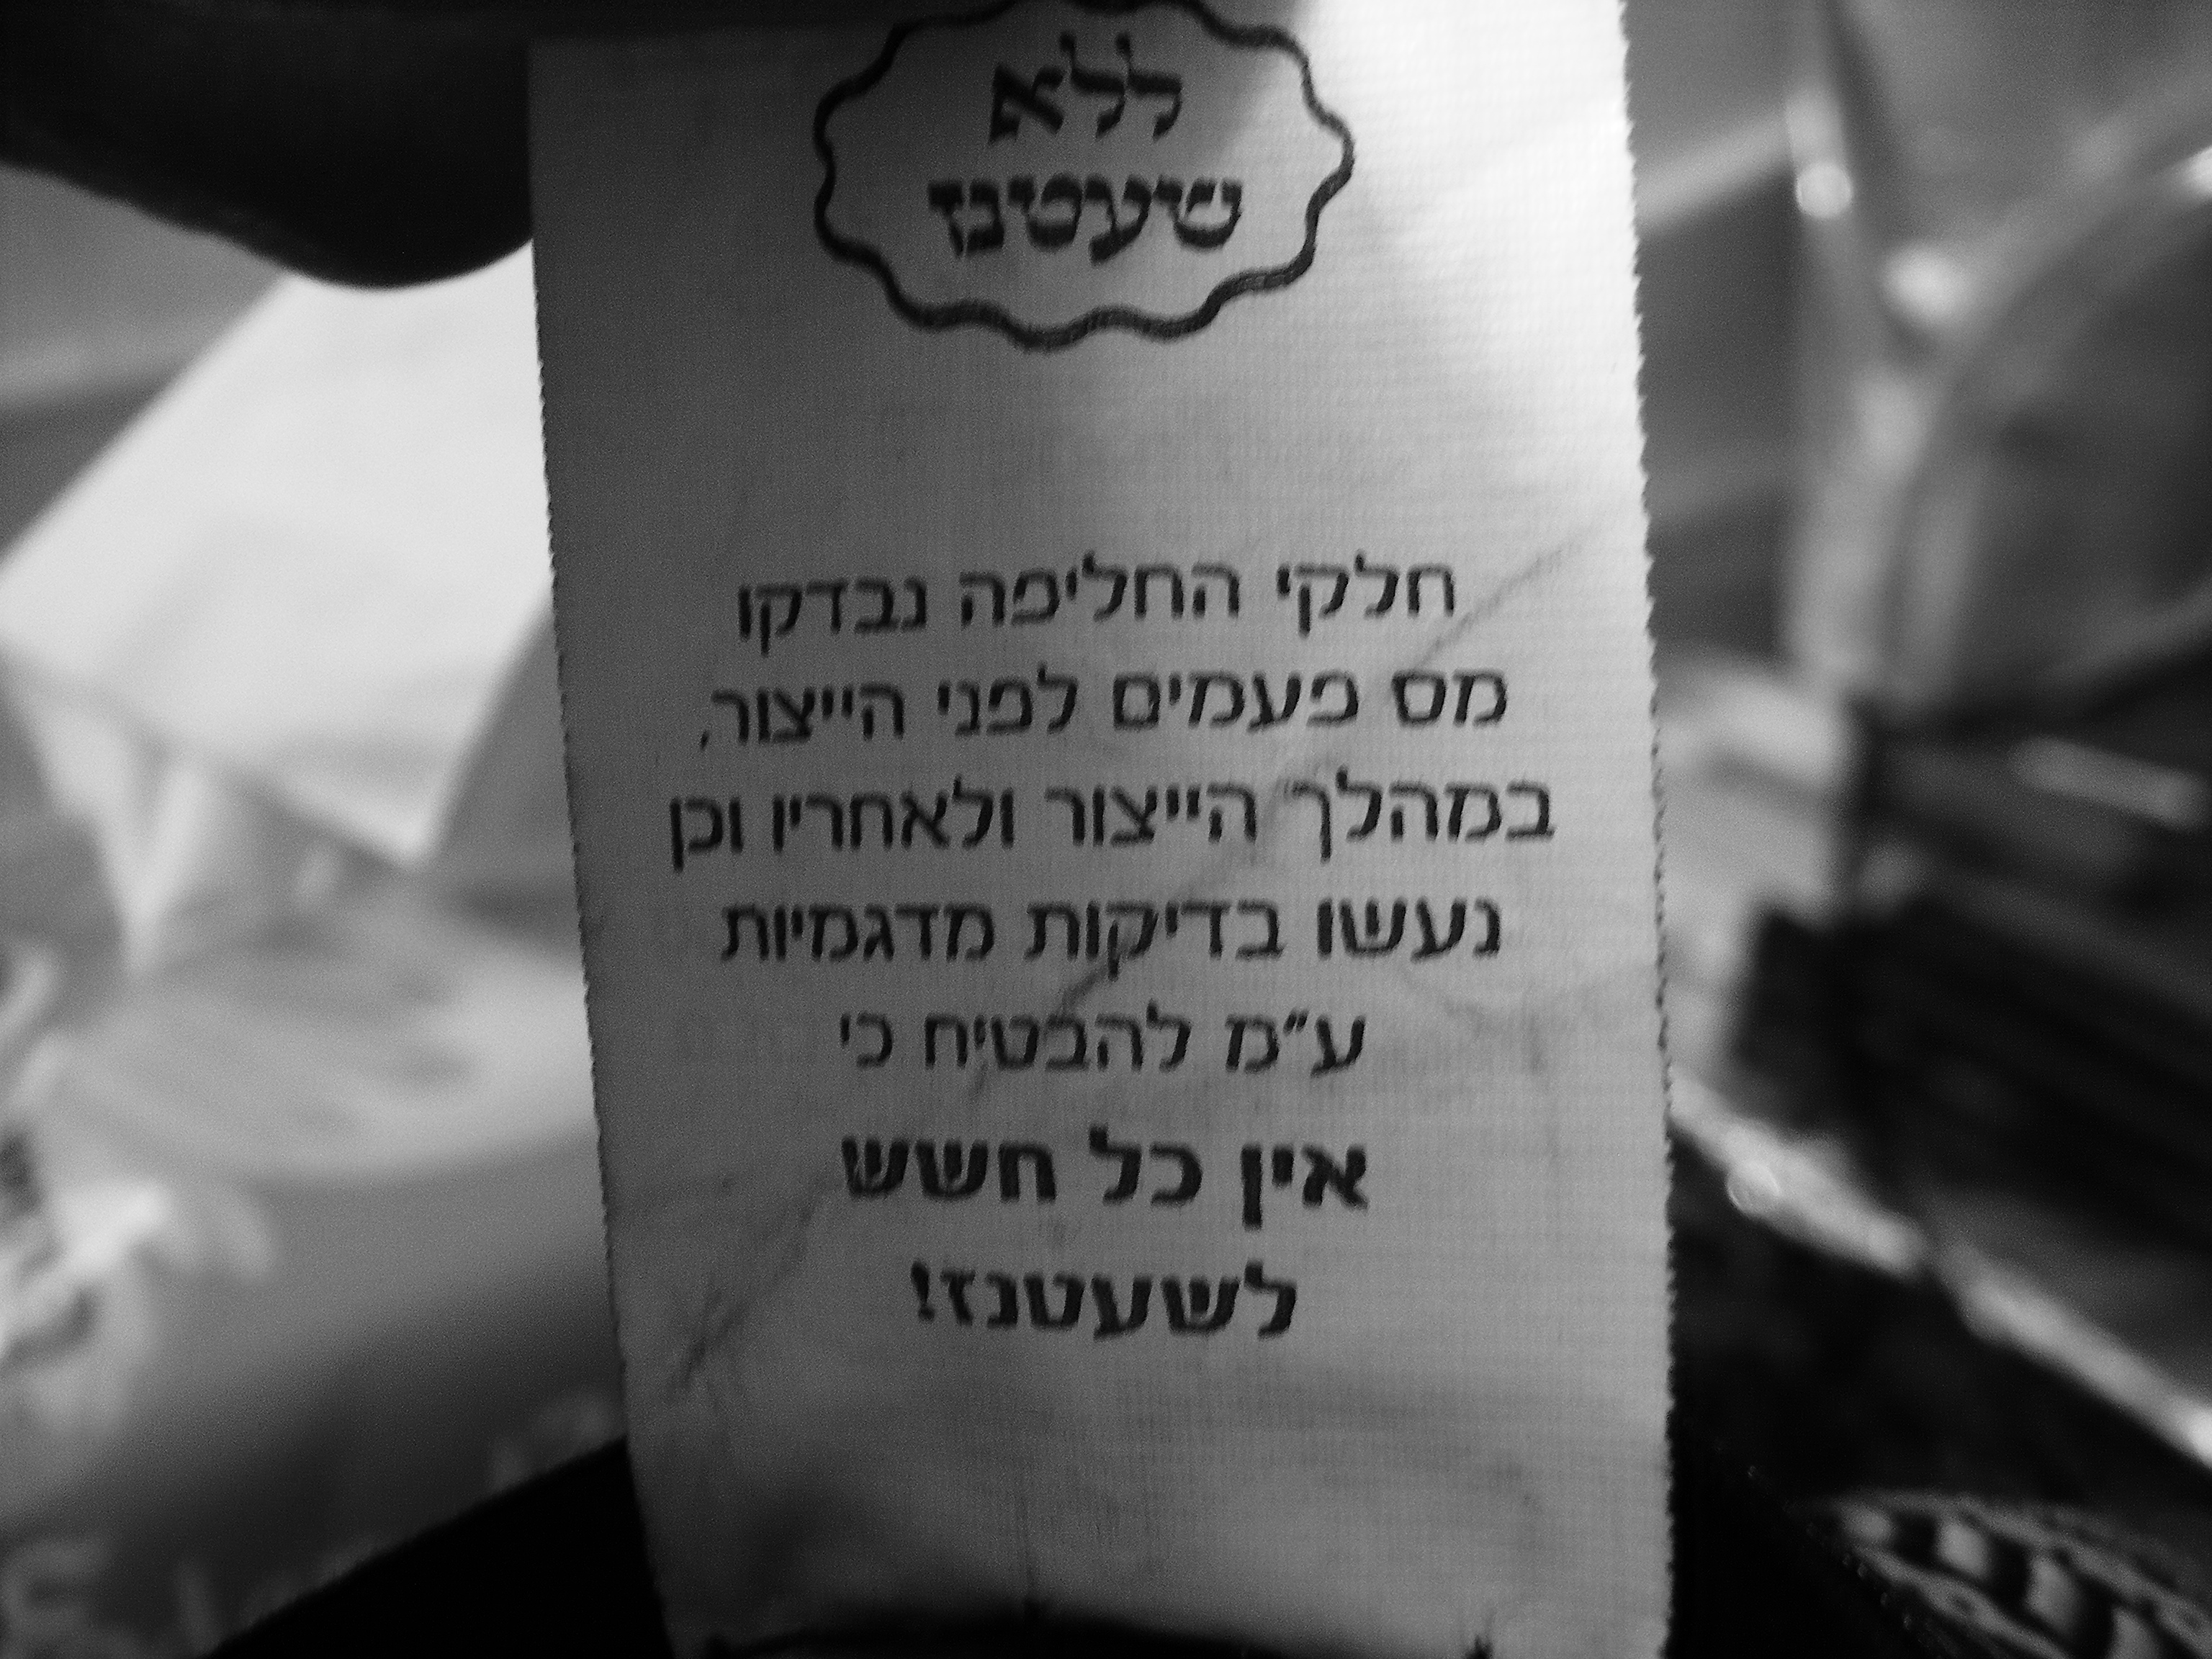 ללא
שיעטינז
חלקי החליפה נבדקו
מס פעמים לפני הייצור,
במהלך הייצור ולאחריו וכן
נעשו בדיקות מדגמיות
ע״מ להבטיח כי
אין כל חשש
לשעטנז!